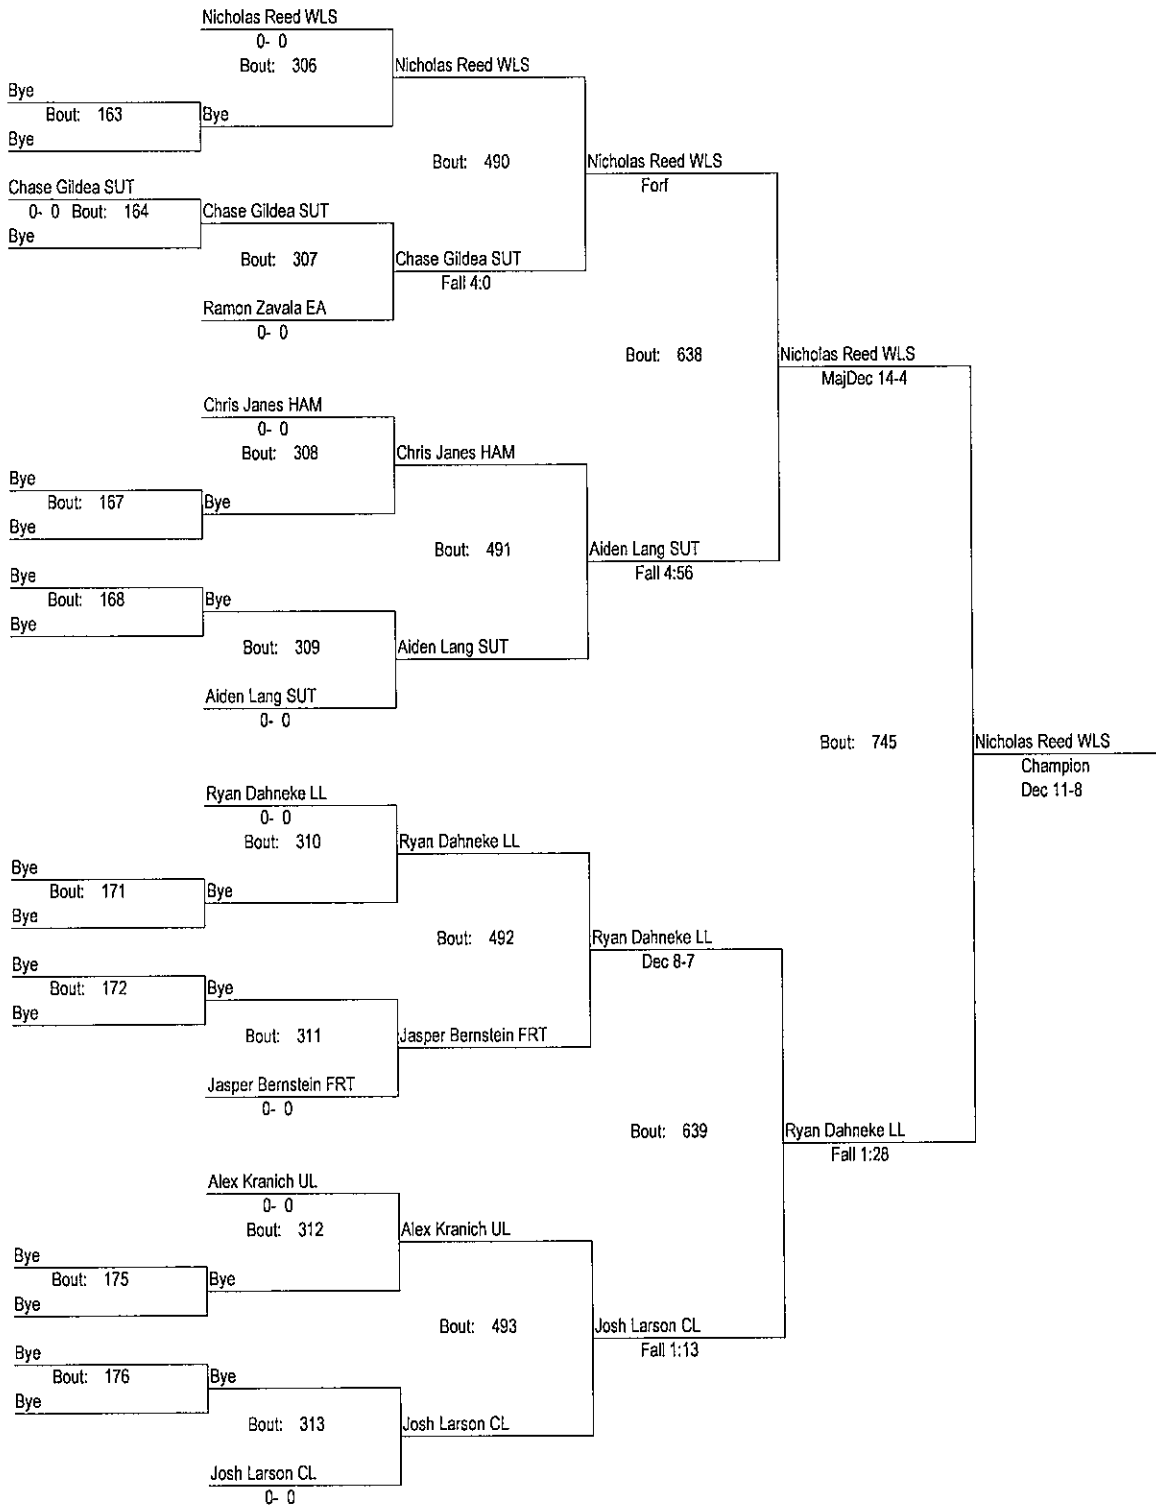 Nicholas Reed WLS
0- 0
Bout: 306
Nicholas Reed WLS
Bye
Bout: 163
Bye
Bye
Bout: 490
Nicholas Reed WLS
Forf
Chase Gildea SUT
0- 0 Bout: 164
Chase Gildea SUT
Bye
Bout: 307
Chase Gildea SUT
Fall 4:0
Ramon Zavala EA
0- 0
Bout: 638
Nicholas Reed WLS
MajDec 14-4
Chris Janes HAM
0- 0
Bout: 308
Chris Janes HAM
Bye
Bout: 167
Bye
Bye
Bout: 491
Aiden Lang SUT
Fall 4:56
Bye
Bout: 168
Bye
Bye
Bout: 309
Aiden Lang SUT
Aiden Lang SUT
0- 0
Bout: 745
Nicholas Reed WLS
Champion
Dec 11-8
Ryan Dahneke LL
0- 0
Bout: 310
Ryan Dahneke LL
Bye
Bout: 171
Bye
Bye
Bout: 492
Ryan Dahneke LL
Dec 8-7
Bye
Bout: 172
Bye
Bye
Bout: 311
Jasper Bernstein FRT
Jasper Bernstein FRT
0- 0
Bout: 639
Ryan Dahneke LL
Fall 1:28
Alex Kranich UL
0- 0
Bout: 312
Alex Kranich UL
Bye
Bout: 175
Bye
Bye
Bout: 493
Josh Larson CL
Fall 1:13
Bye
Bout: 176
Bye
Bye
Bout: 313
Josh Larson CL
Josh Larson CL
0- 0